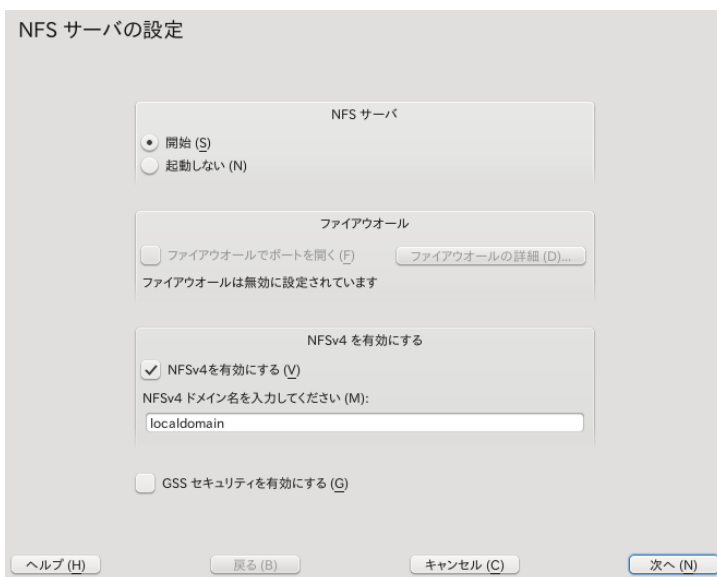 NFS サーバの設定
NFS サーバ
開始 (S)
起動しない (N)
ファイアウオール
ファイアウオールでポートを開く (F)
ファイアウオールの詳細 (D)...
ファイアウオールは無効に設定されています
NFSv4 を有効にする
NFSv4を有効にする (V)
NFSv4 ドメイン名を入力してください (M):
localdomain
GSS セキュリティを有効にする (G)
ヘルプ (H)
戻る (B)
キャンセル (C)
次へ (N)